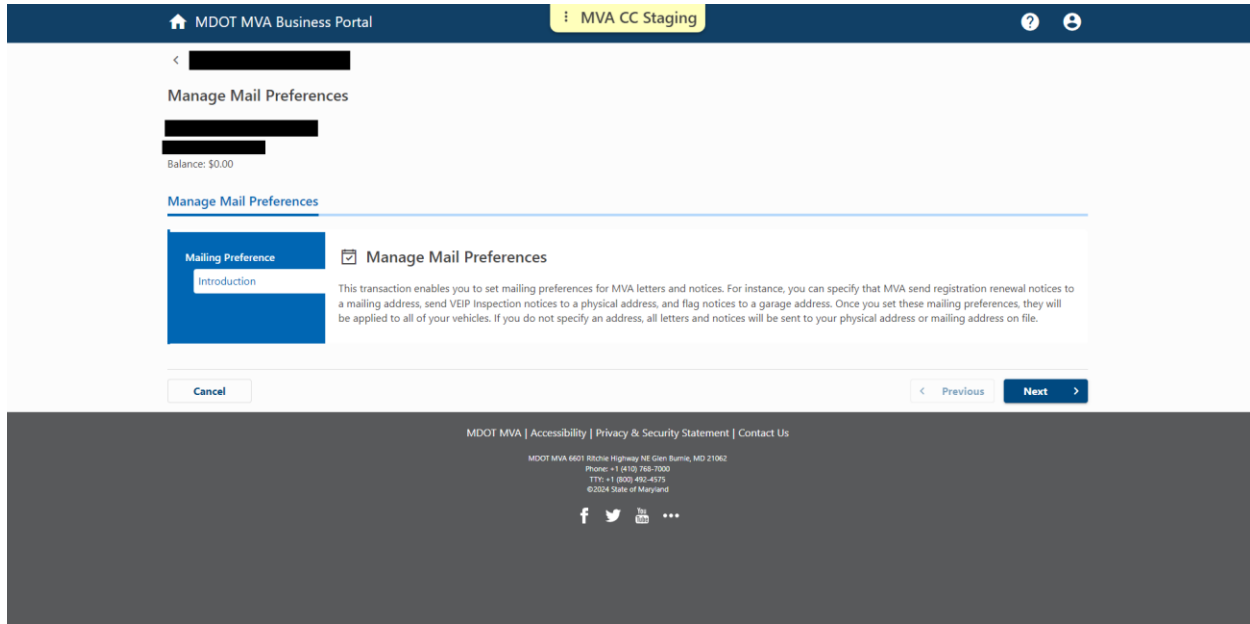 MDOT MVA Business Portal
MVA CC Staging
Manage Mail Preferences
Balance: $0.00
Manage Mail Preferences
Mailing Preference
Introduction
Manage Mail Preferences
This transaction enables you to set mailing preferences for MVA letters and notices. For instance, you can specify that MVA send registration renewal notices to
a mailing address, send VEIP Inspection notices to a physical address, and flag notices to a garage address. Once you set these mailing preferences, they will
be applied to all of your vehicles. If you do not specify an address, all letters and notices will be sent to your physical address or mailing address on file.
Cancel
Previous
Next
MDOT MVA | Accessibility | Privacy & Security Statement | Contact Us
MDOT MVA 6601 Ritchie Highway NE Glen Burnie, MD 21062
Phone: +1 (410) 768-7000
TTY: +1 (800) 492-4575
©2024 State of Maryland
You
Tube